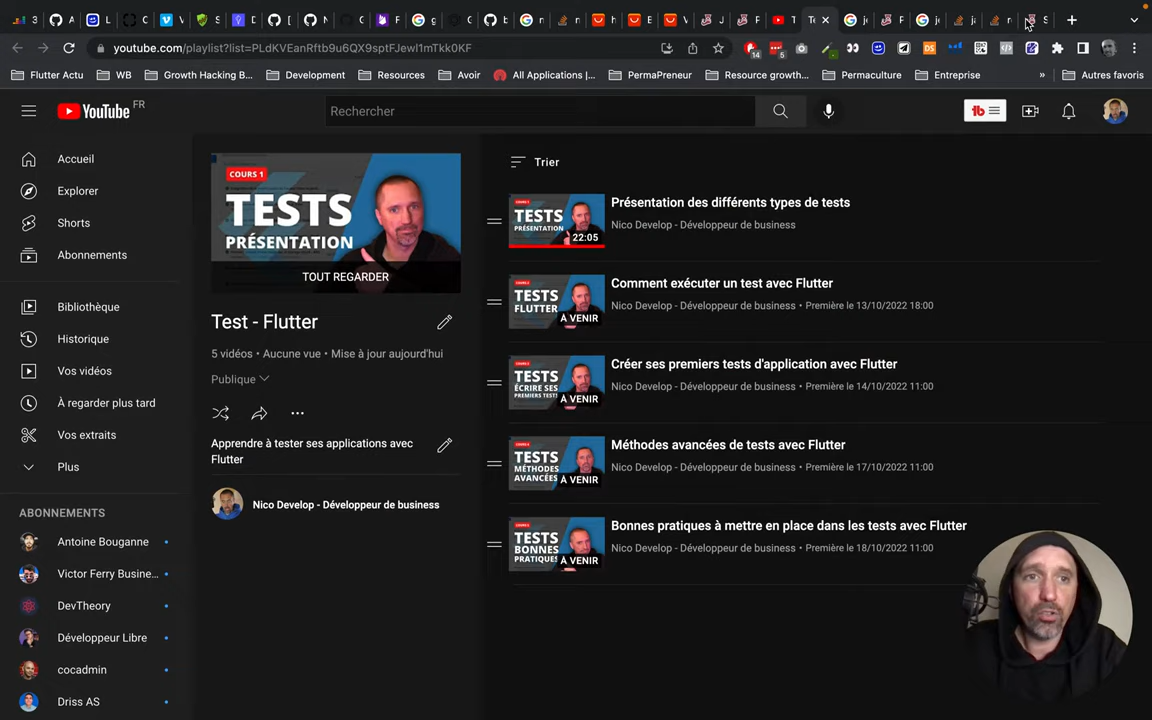 youtube.com/playlist?list=PLdKVEanRftb9u6QX9sptFJewl1mTkk0KF
14
5
DS
Flutter Actu
WB
Growth Hacking B...
Development
Resources
Avoir
All Applications |...
PermaPreneur
Resource growth...
Permaculture
Entreprise
»
Autres favoris
YouTube FR
Rechercher
Accueil
Explorer
Shorts
Abonnements
Bibliothèque
Historique
Vos vidéos
À regarder plus tard
Vos extraits
Plus
ABONNEMENTS
Antoine Bouganne
Victor Ferry Busine...
DevTheory
Développeur Libre
cocadmin
Driss AS
COURS 1
TESTS
PRÉSENTATION
TOUT REGARDER
Test - Flutter
5 vidéos • Aucune vue • Mise à jour aujourd'hui
Publique
Apprendre à tester ses applications avec
Flutter
Nico Develop - Développeur de business
Trier
TESTS
PRÉSENTATION
22:05
Présentation des différents types de tests
Nico Develop - Développeur de business
TESTS
FLUTTER
À VENIR
Comment exécuter un test avec Flutter
Nico Develop - Développeur de business • Première le 13/10/2022 18:00
TESTS
ÉCRIRE SES
PREMIERS TESTS
À VENIR
Créer ses premiers tests d'application avec Flutter
Nico Develop - Développeur de business • Première le 14/10/2022 11:00
TESTS
MÉTHODES
AVANCÉES
À VENIR
Méthodes avancées de tests avec Flutter
Nico Develop - Développeur de business • Première le 17/10/2022 11:00
TESTS
BONNES
PRATIQUES
À VENIR
Bonnes pratiques à mettre en place dans les tests avec Flutter
Nico Develop - Développeur de business • Première le 18/10/2022 11:00